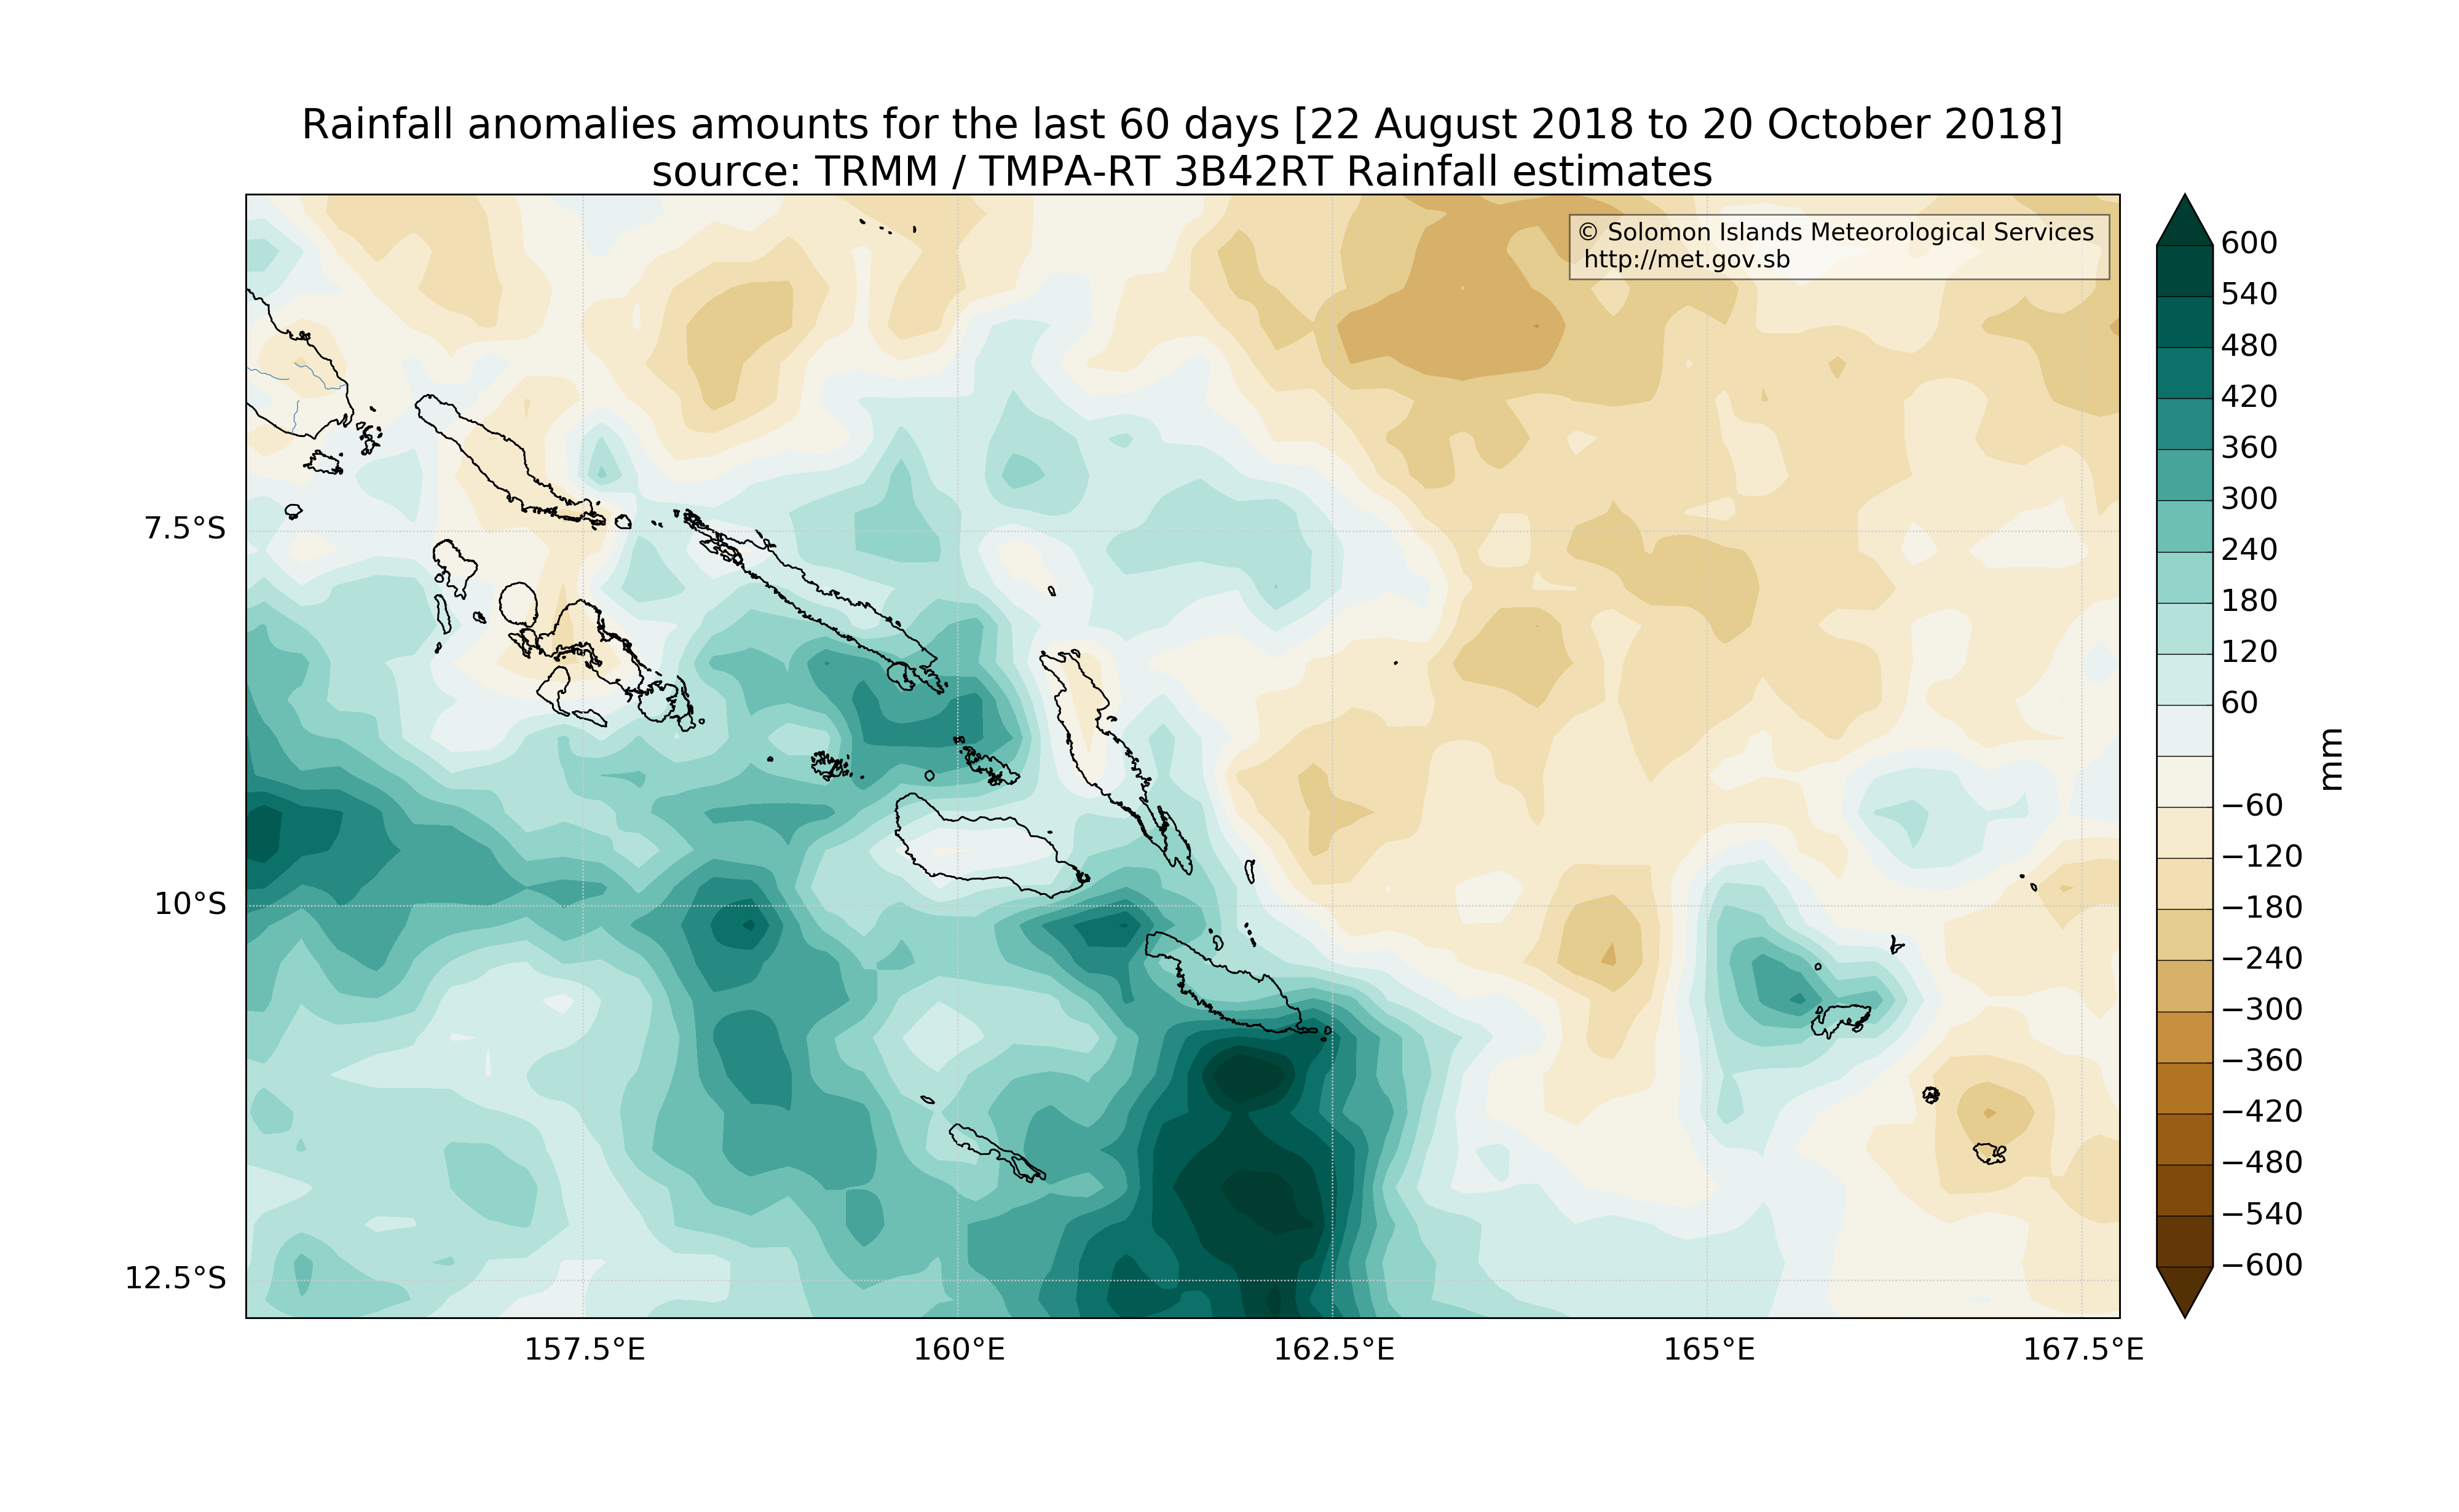 Rainfall anomalies amounts for the last 60 days [22 August 2018 to 20 October 2018]
source: TRMM / TMPA-RT 3B42RT Rainfall estimates
© Solomon Islands Meteorological Services
http://met.gov.sb
7.5°S
10°S
12.5°S
157.5°E
160°E
162.5°E
165°E
167.5°E
600
540
480
420
360
300
240
180
120
60
−60
−120
−180
−240
−300
−360
−420
−480
−540
−600
mm